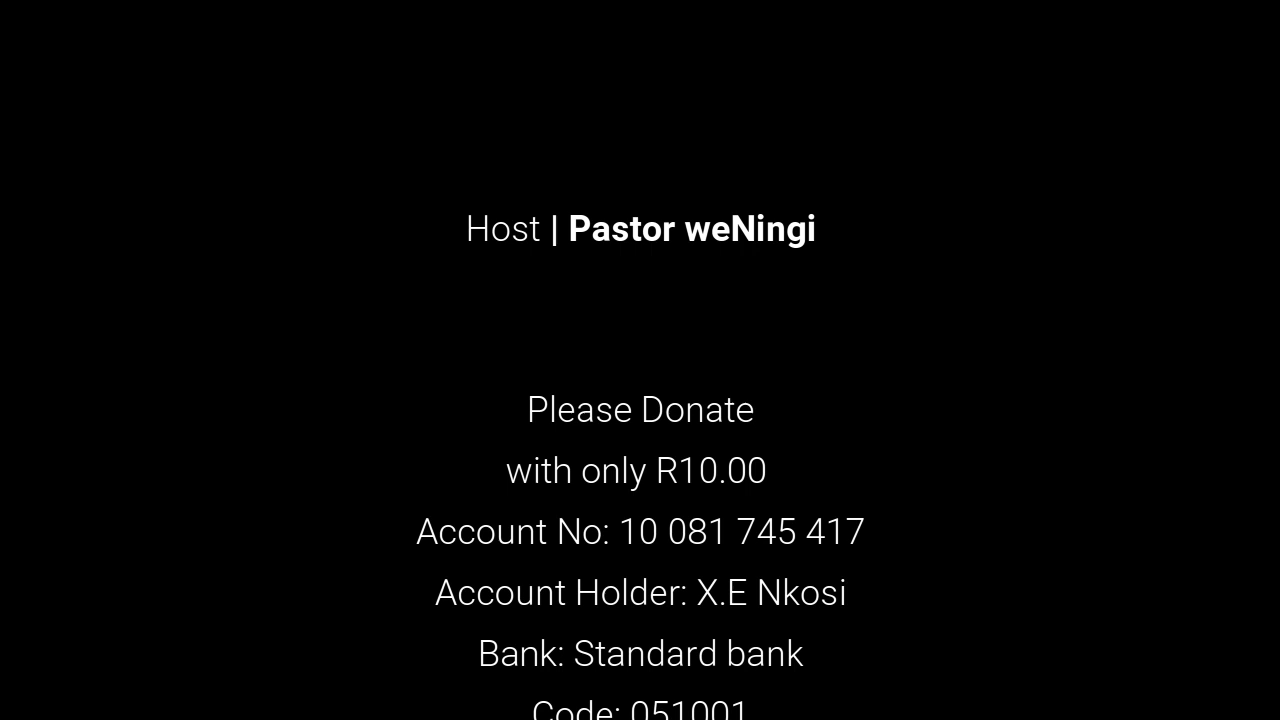 Host | Pastor weNingi
Please Donate
with only R10.00
Account No: 10 081 745 417
Account Holder: X.E Nkosi
Bank: Standard bank
Code: 051001